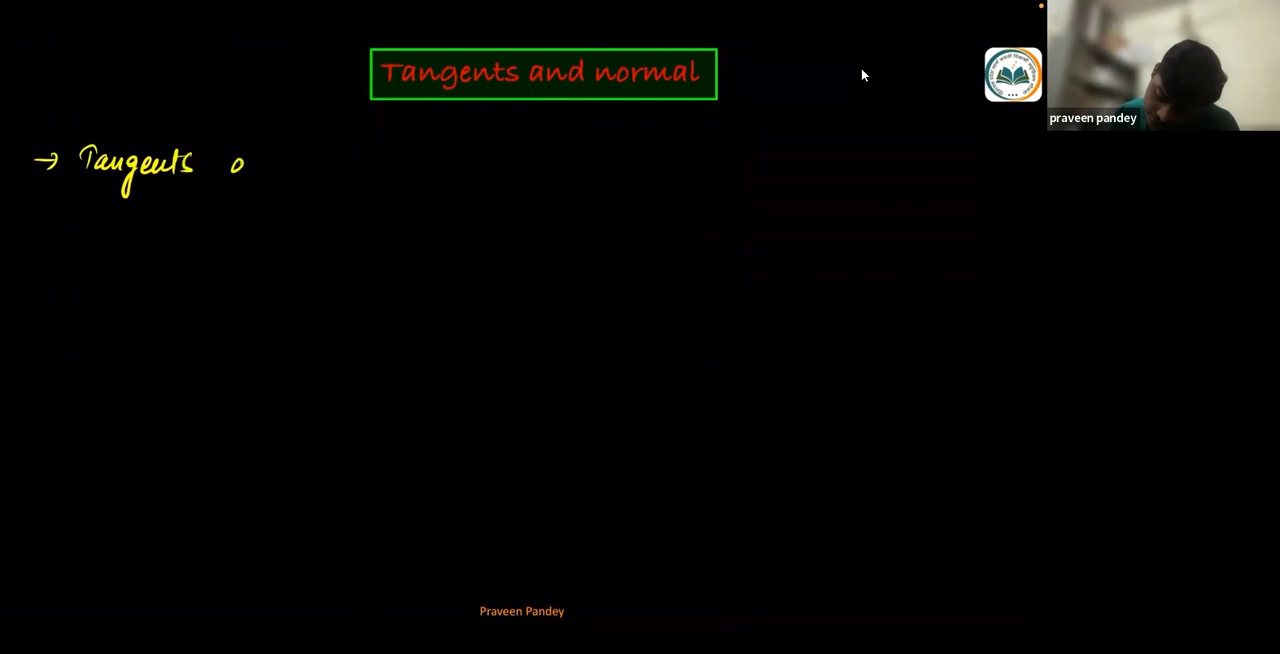 Tangents and normal
praveen pandey
→ Tangents o
Praveen Pandey